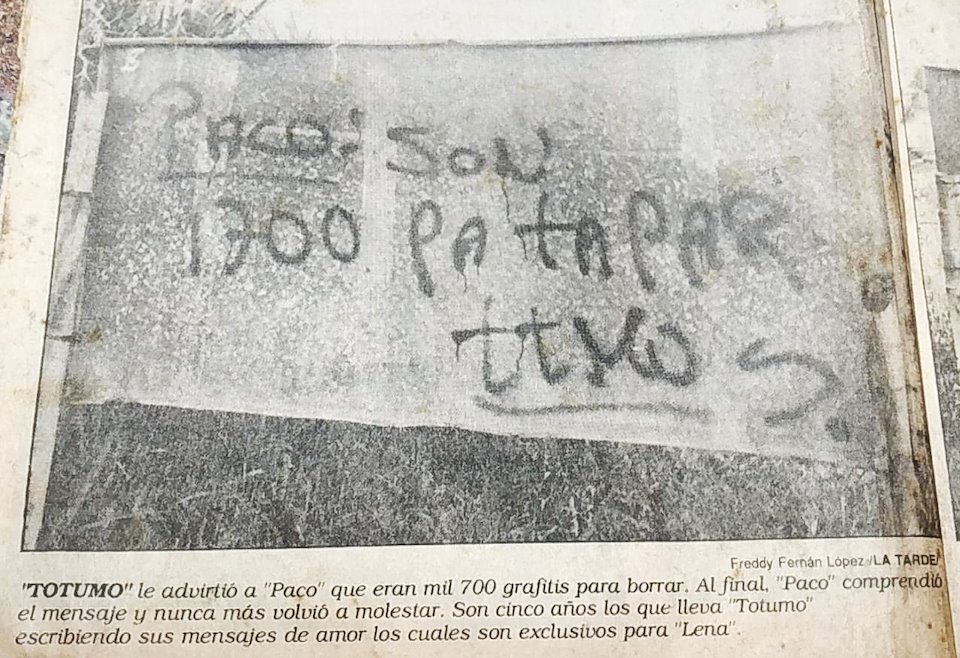 PACO: SON
1700 PA tAPAR
ttMO ?
Freddy Fernán López /LA TARDE/
"TOTUMO" le advirtió a "Paco" que eran mil 700 grafitis para borrar. Al final, "Paco" comprendió
el mensaje y nunca más volvió a molestar. Son cinco años los que lleva "Totumo"
escribiendo sus mensajes de amor los cuales son exclusivos para "Lena".